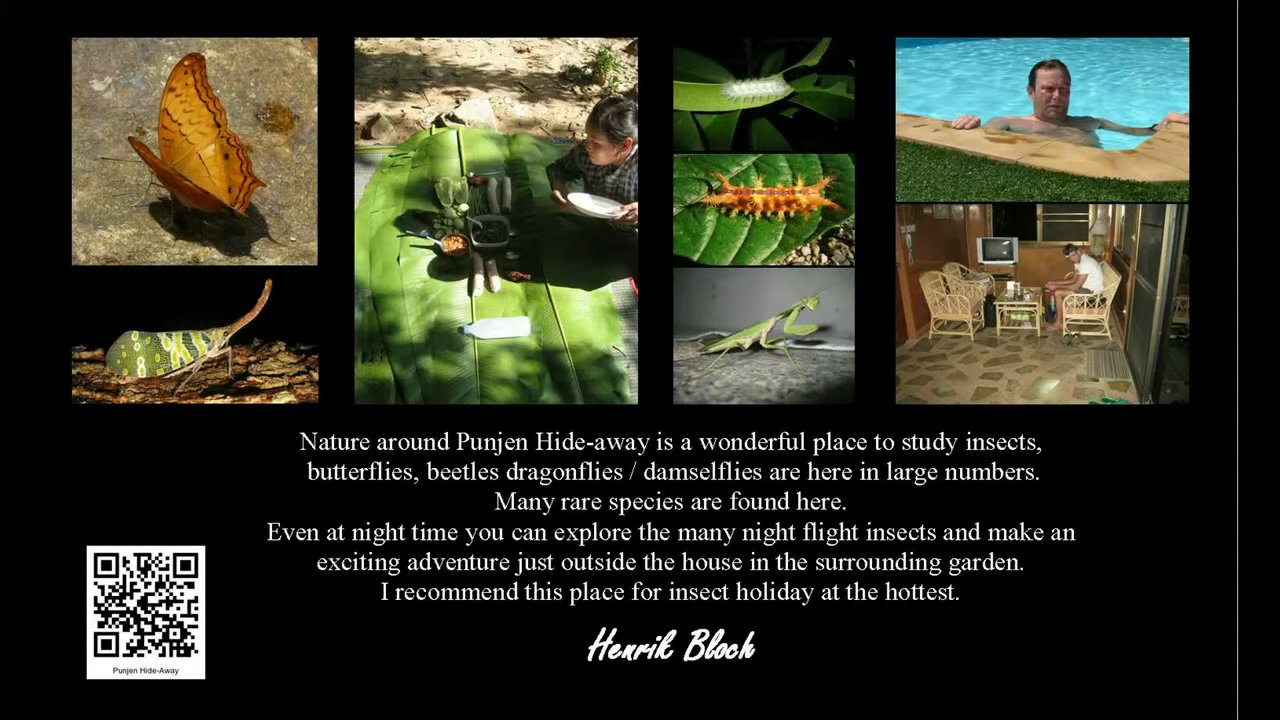 Nature around Punjen Hide-away is a wonderful place to study insects,
butterflies, beetles dragonflies / damselflies are here in large numbers.
Many rare species are found here.
Even at night time you can explore the many night flight insects and make an
exciting adventure just outside the house in the surrounding garden.
I recommend this place for insect holiday at the hottest.
Henrik Bloch
Punjen Hide-Away